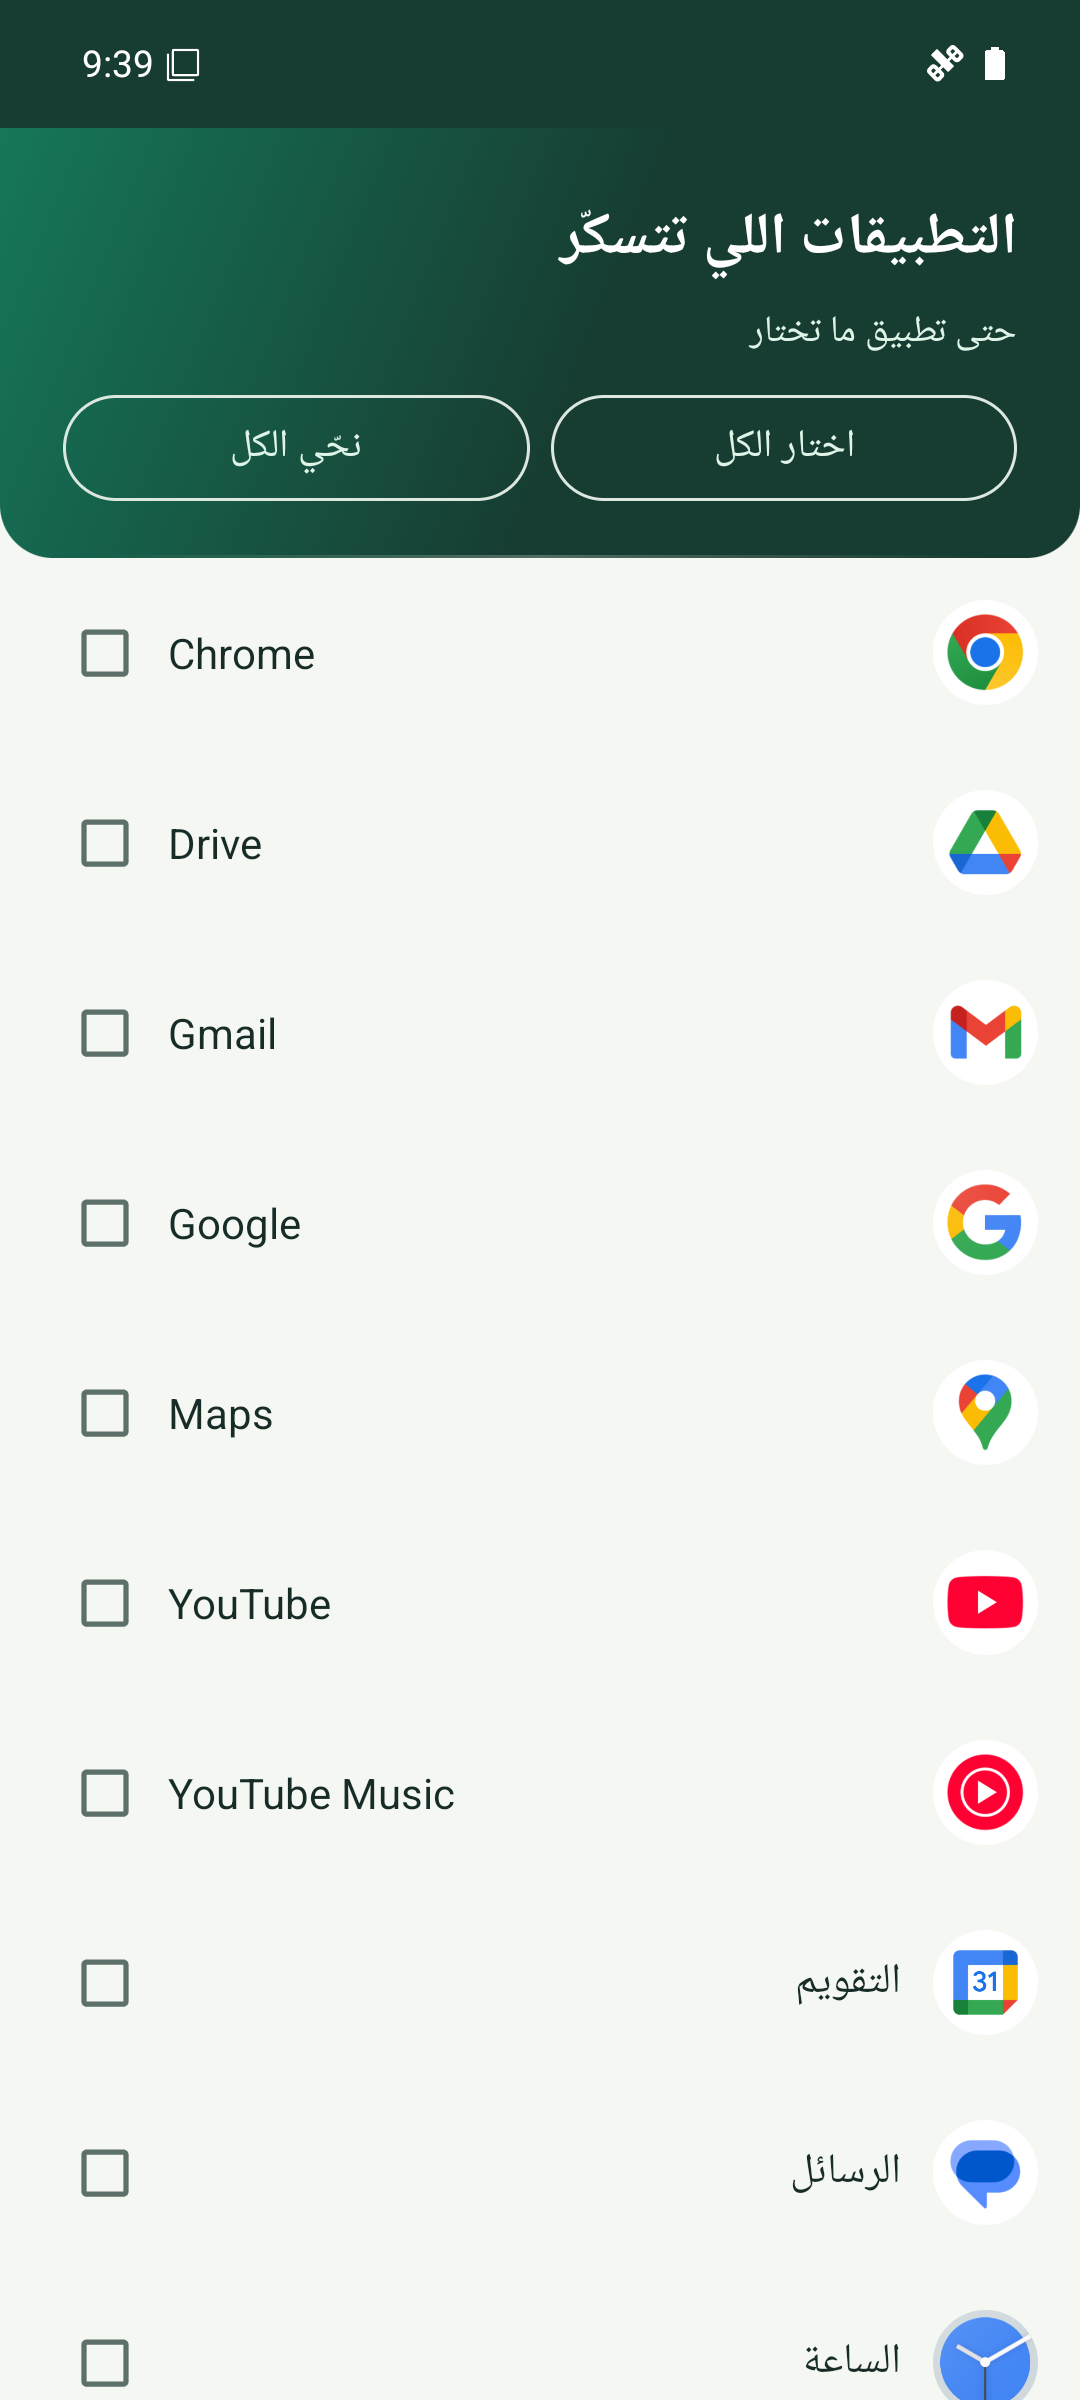 9:39
التطبيقات اللي تتسكّر
حتى تطبيق ما تختار
اختار الكل
نحّي الكل
Chrome
Drive
Gmail
Google
Maps
YouTube
YouTube Music
التقويم
31
الرسائل
الساعة